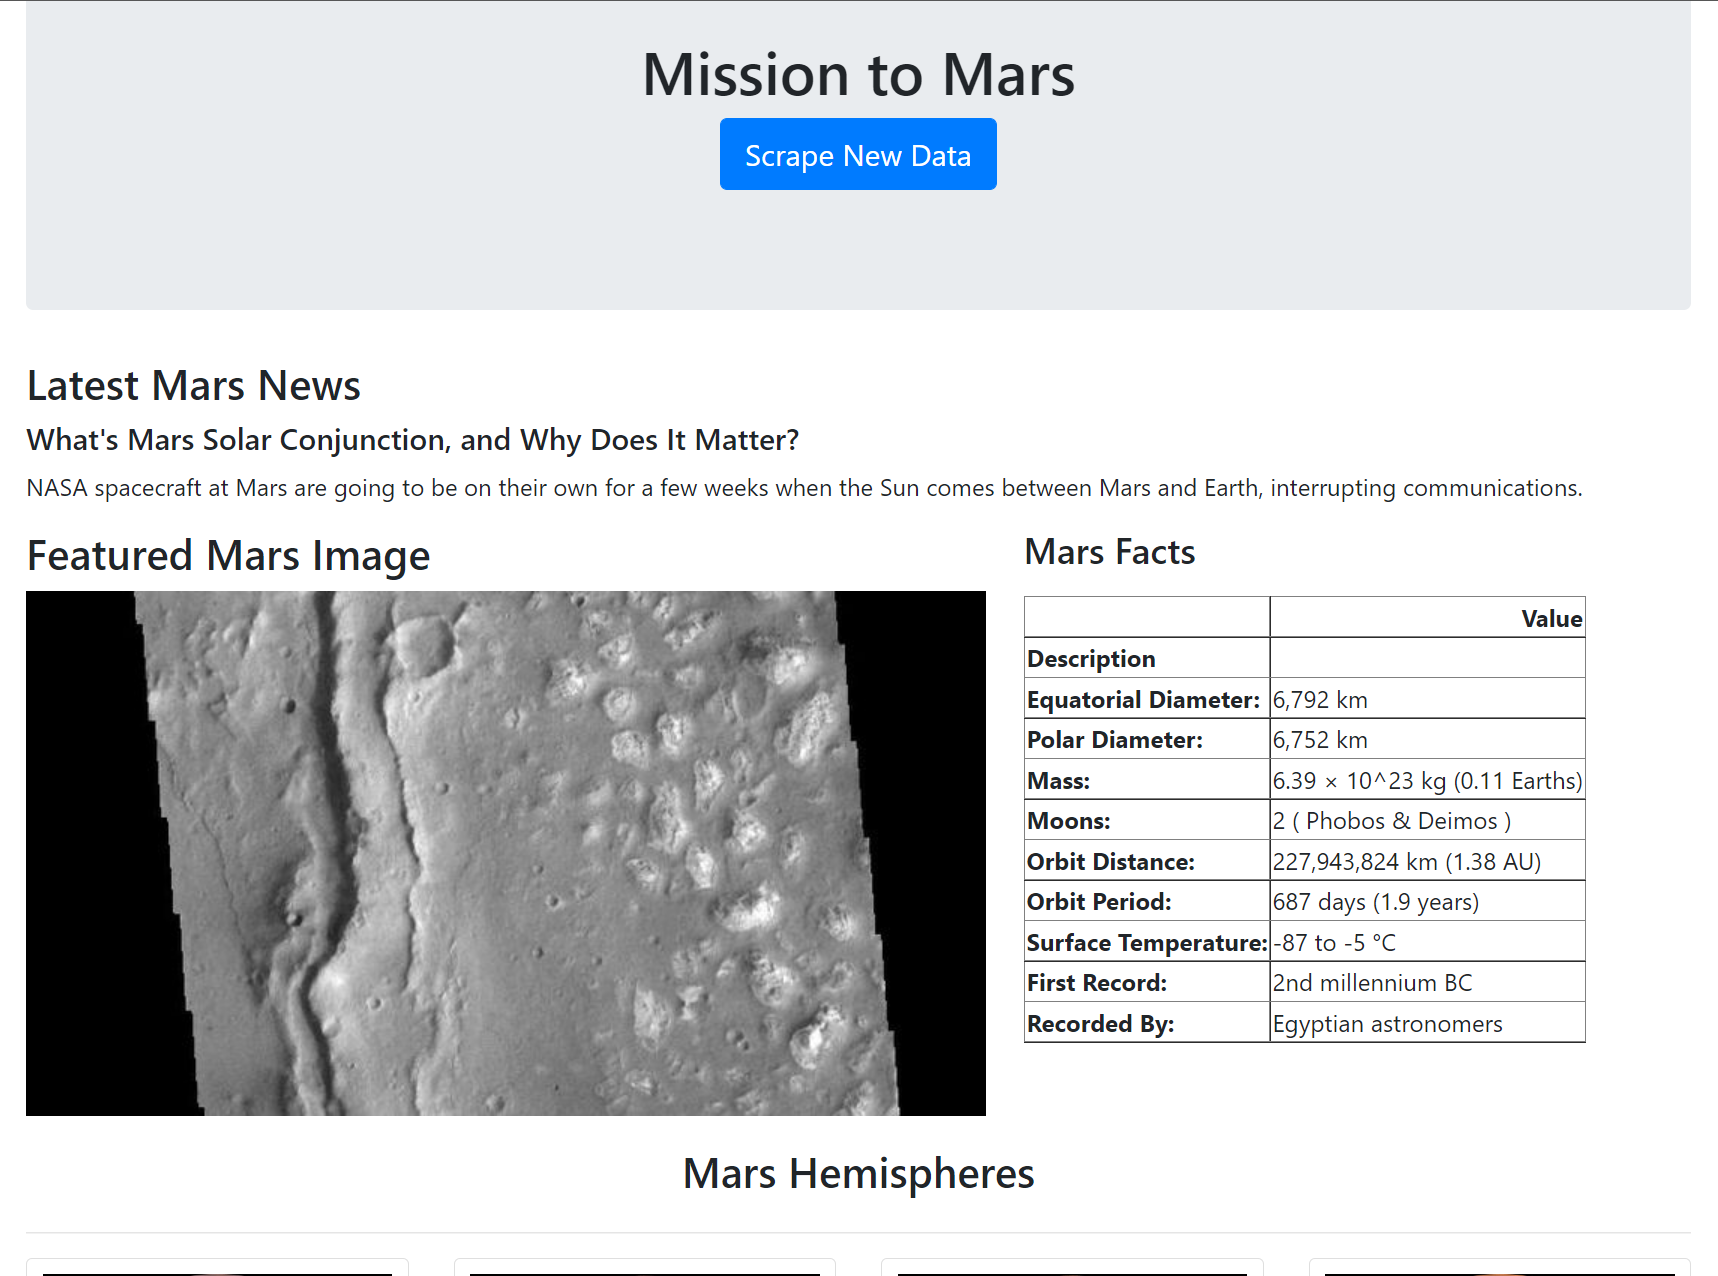 Mission to Mars
Scrape New Data
Latest Mars News
What's Mars Solar Conjunction, and Why Does It Matter?
NASA spacecraft at Mars are going to be on their own for a few weeks when the Sun comes between Mars and Earth, interrupting communications.
Featured Mars Image
Mars Facts
Value
Description
Equatorial Diameter: 6,792 km
Polar Diameter: 6,752 km
Mass: 6.39 × 10^23 kg (0.11 Earths)
Moons: 2 ( Phobos & Deimos )
Orbit Distance: 227,943,824 km (1.38 AU)
Orbit Period: 687 days (1.9 years)
Surface Temperature: -87 to -5 °C
First Record: 2nd millennium BC
Recorded By: Egyptian astronomers
Mars Hemispheres